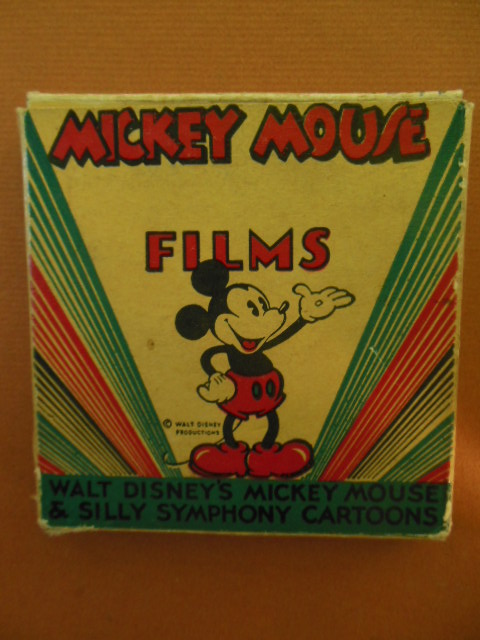 MICKEY MOUSE
FILMS
© WALT DISNEY
PRODUCTIONS
WALT DISNEY'S MICKEY MOUSE
& SILLY SYMPHONY CARTOONS